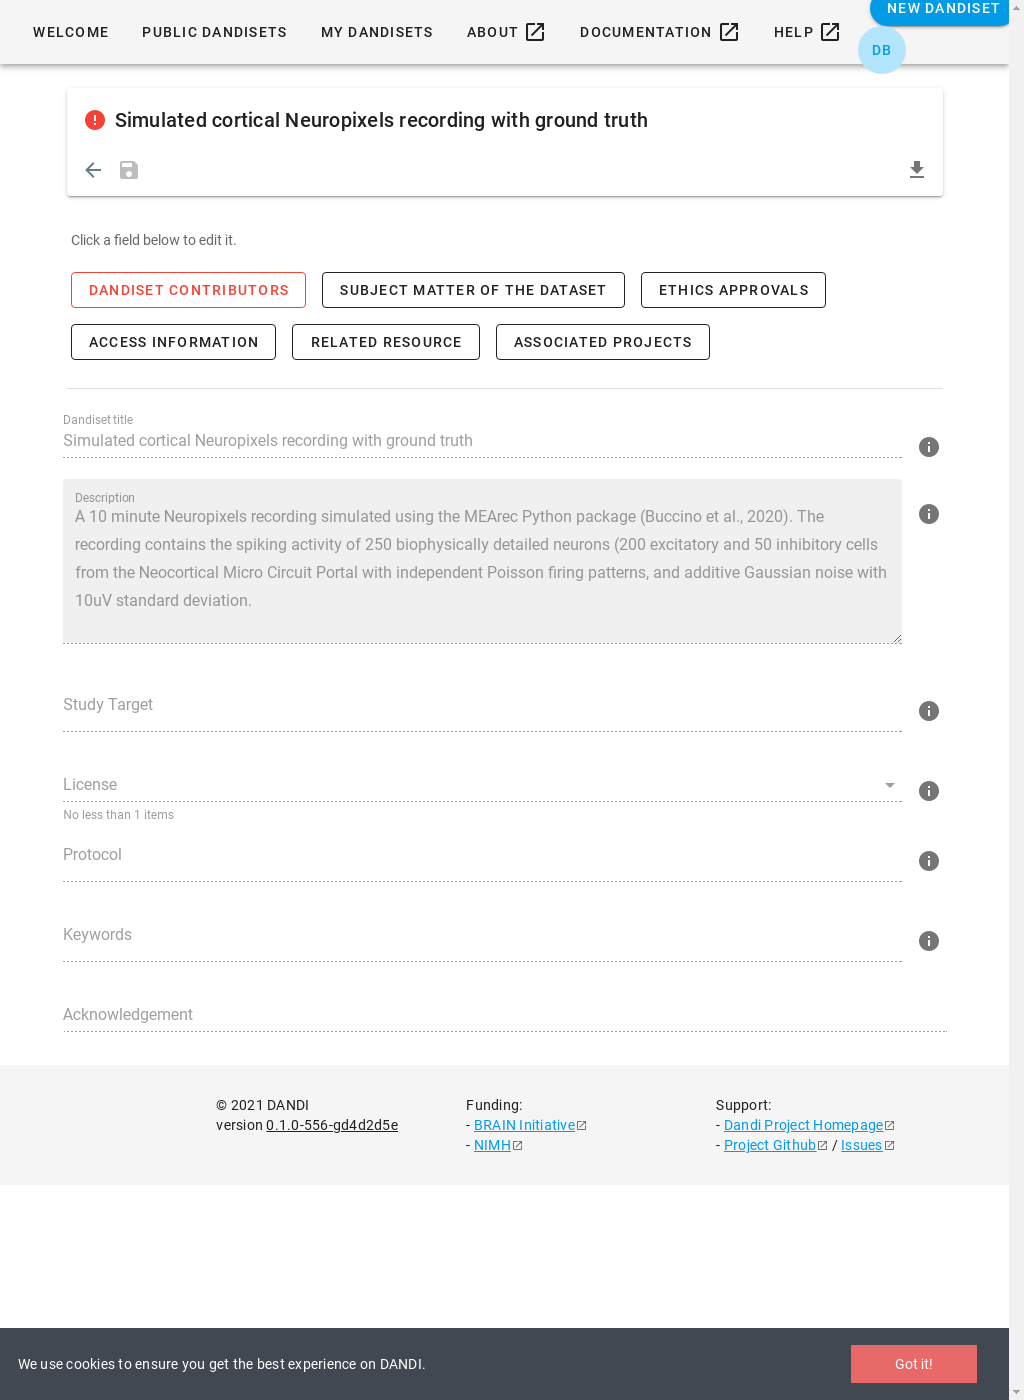 WELCOME PUBLIC DANDISETS MY DANDISETS ABOUT DOCUMENTATION HELP NEW DANDISET
DB
Simulated cortical Neuropixels recording with ground truth
Click a field below to edit it.
DANDISET CONTRIBUTORS SUBJECT MATTER OF THE DATASET ETHICS APPROVALS
ACCESS INFORMATION RELATED RESOURCE ASSOCIATED PROJECTS
Dandiset title
Simulated cortical Neuropixels recording with ground truth
Description
A 10 minute Neuropixels recording simulated using the MEArec Python package (Buccino et al., 2020). The
recording contains the spiking activity of 250 biophysically detailed neurons (200 excitatory and 50 inhibitory cells
from the Neocortical Micro Circuit Portal with independent Poisson firing patterns, and additive Gaussian noise with
10uV standard deviation.
Study Target
License
No less than 1 items
Protocol
Keywords
Acknowledgement
© 2021 DANDI
version 0.1.0-556-gd4d2d5e
Funding:
- BRAIN Initiative
- NIMH
Support:
- Dandi Project Homepage
- Project Github / Issues
We use cookies to ensure you get the best experience on DANDI.
Got it!